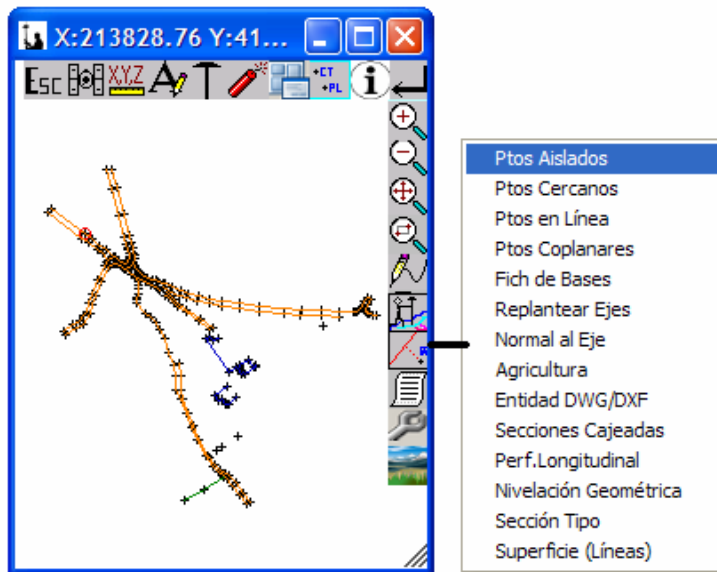 X:213828.76 Y:41...
Esc X,Y,Z A T +CT i
+PL
Ptos Aislados
Ptos Cercanos
Ptos en Línea
Ptos Coplanares
Fich de Bases
Replantear Ejes
Normal al Eje
Agricultura
Entidad DWG/DXF
Secciones Cajeadas
Perf.Longitudinal
Nivelación Geométrica
Sección Tipo
Superficie (Líneas)